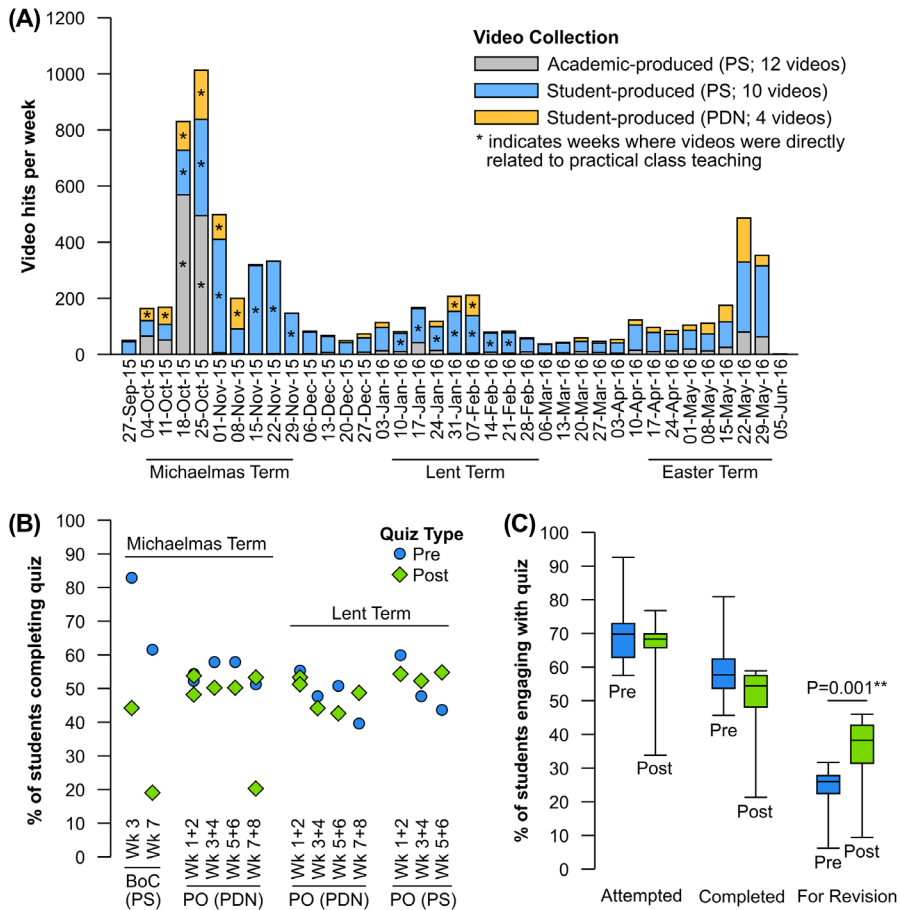 (A)
1200
1000
800
600
400
200
0
Video hits per week
Video Collection
Academic-produced (PS; 12 videos)
Student-produced (PS; 10 videos)
Student-produced (PDN; 4 videos)
* indicates weeks where videos were directly
related to practical class teaching
27-Sep-15
04-Oct-15
11-Oct-15
18-Oct-15
25-Oct-15
01-Nov-15
08-Nov-15
15-Nov-15
22-Nov-15
29-Nov-15
06-Dec-15
13-Dec-15
20-Dec-15
27-Dec-15
03-Jan-16
10-Jan-16
17-Jan-16
24-Jan-16
31-Jan-16
07-Feb-16
14-Feb-16
21-Feb-16
28-Feb-16
06-Mar-16
13-Mar-16
20-Mar-16
27-Mar-16
03-Apr-16
10-Apr-16
17-Apr-16
24-Apr-16
01-May-16
08-May-16
15-May-16
22-May-16
29-May-16
05-Jun-16
Michaelmas Term
Lent Term
Easter Term
(B)
100
90
80
70
60
50
40
30
20
10
0
% of students completing quiz
Michaelmas Term
Quiz Type
Pre
Post
Lent Term
Wk 3
Wk 7
Wk 1+2
Wk 3+4
Wk 5+6
Wk 7+8
Wk 1+2
Wk 3+4
Wk 5+6
Wk 7+8
Wk 1+2
Wk 3+4
Wk 5+6
BoC
(PS)
PO (PDN)
PO (PDN)
PO (PS)
(C)
100
90
80
70
60
50
40
30
20
10
0
% of students engaging with quiz
Pre
Post
Pre
Post
P=0.001**
Pre
Post
Attempted
Completed
For Revision